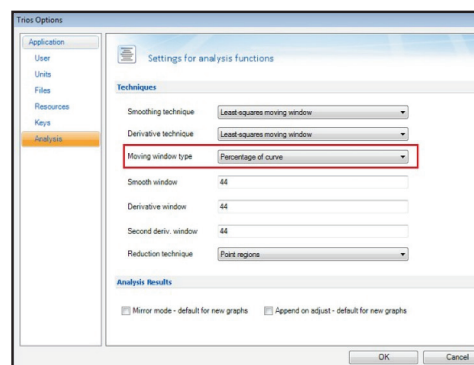 Trios Options
Application
User
Units
Files
Resources
Keys
Analysis
Settings for analysis functions
Techniques
Smoothing technique Least-squares moving window
Derivative technique Least-squares moving window
Moving window type Percentage of curve
Smooth window 44
Derivative window 44
Second deriv. window 44
Reduction technique Point regions
Analysis Results
Mirror mode - default for new graphs Append on adjust - default for new graphs
OK Cancel